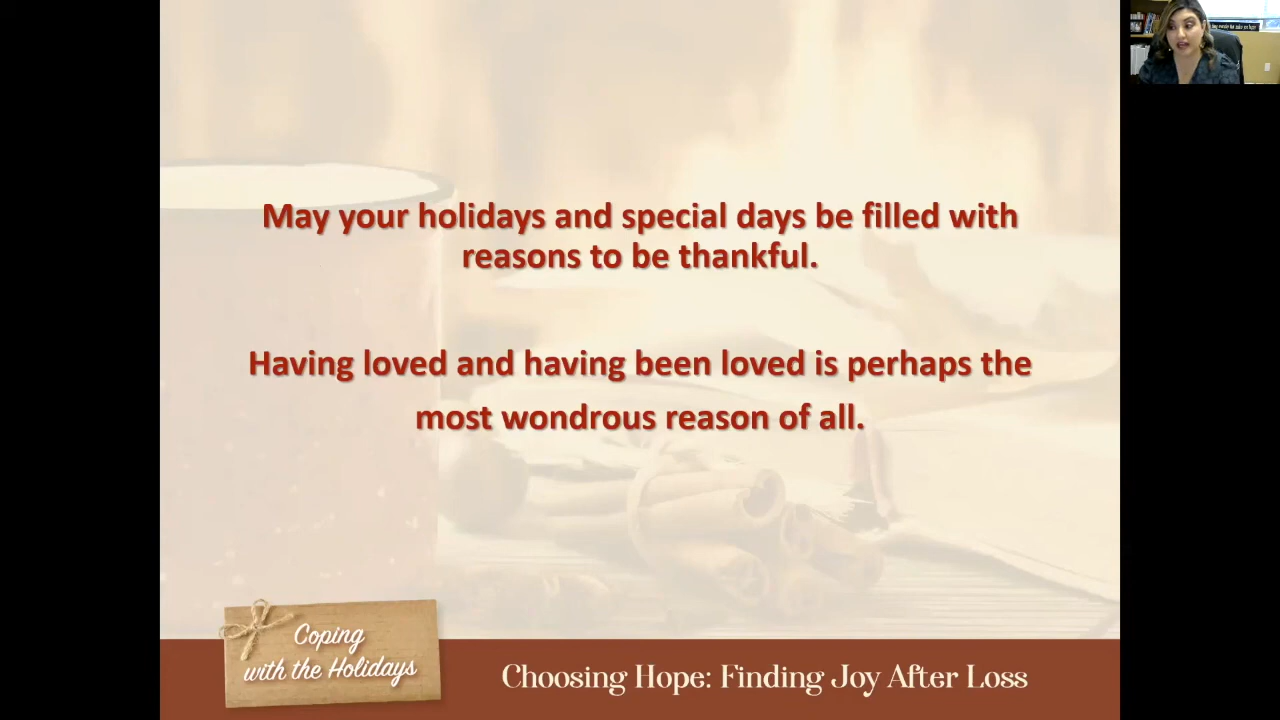 May your holidays and special days be filled with
reasons to be thankful.
Having loved and having been loved is perhaps the
most wondrous reason of all.
Coping
with the Holidays
Choosing Hope: Finding Joy After Loss